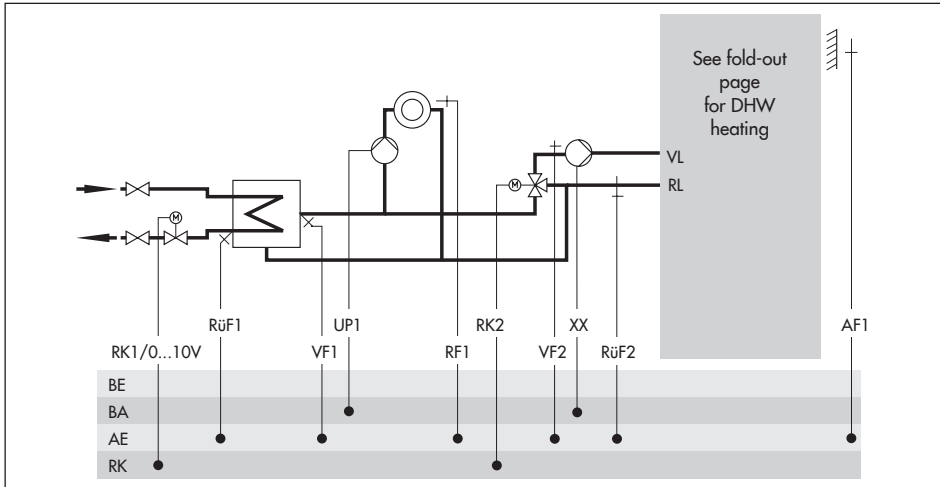 See fold-out
page
for DHW
heating
VL
RL
M
M
RüF1 UP1 RK2 XX AF1
RK1/0...10V VF1 RF1 VF2 RüF2
BE
BA
AE
RK